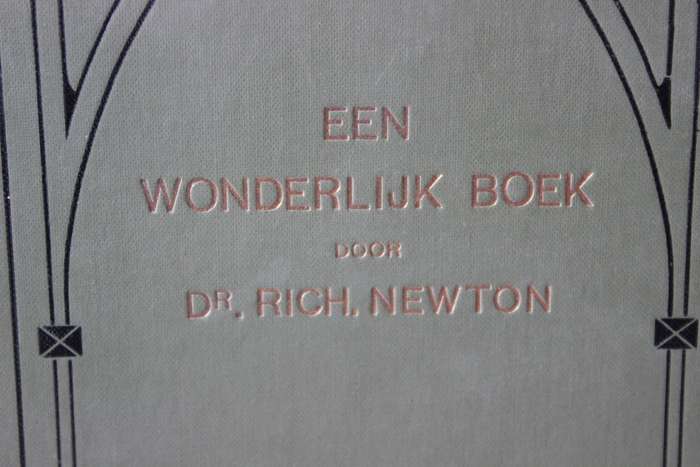 EEN
WONDERLIJK BOEK
DOOR
DR. RICH. NEWTON